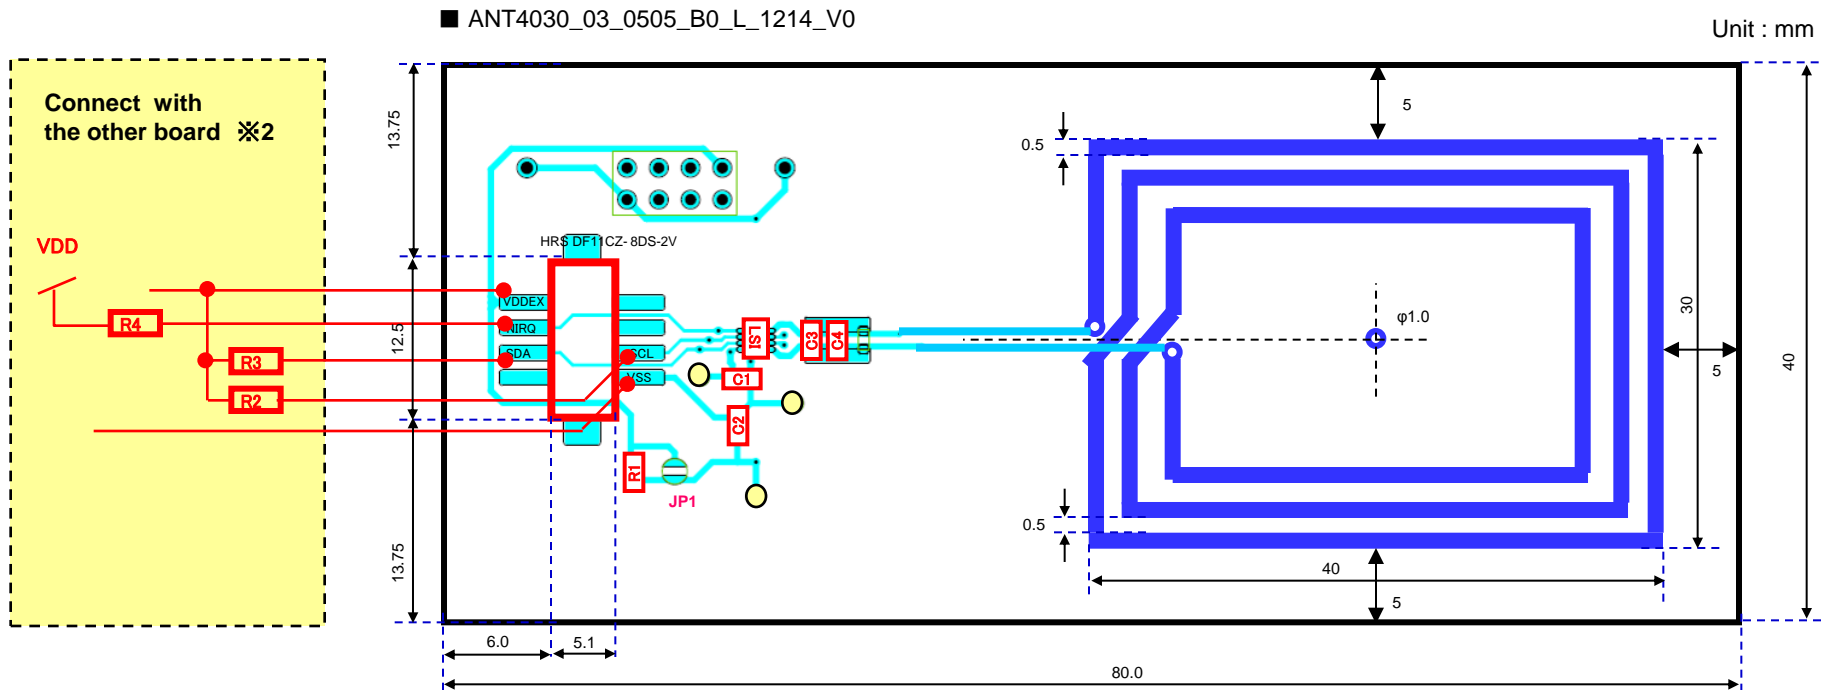 ■ ANT4030_03_0505_B0_L_1214_V0
Unit : mm
Connect with
the other board ※2
VDD
R4
R3
R2
13.75
12.5
13.75
HRS DF11CZ- 8DS-2V
VDDEX
NIRQ
SDA
SCL
VSS
LSI
C3
C4
C1
C2
R1
JP1
0.5
5
φ1.0
30
5
40
0.5
40
5
6.0
5.1
80.0